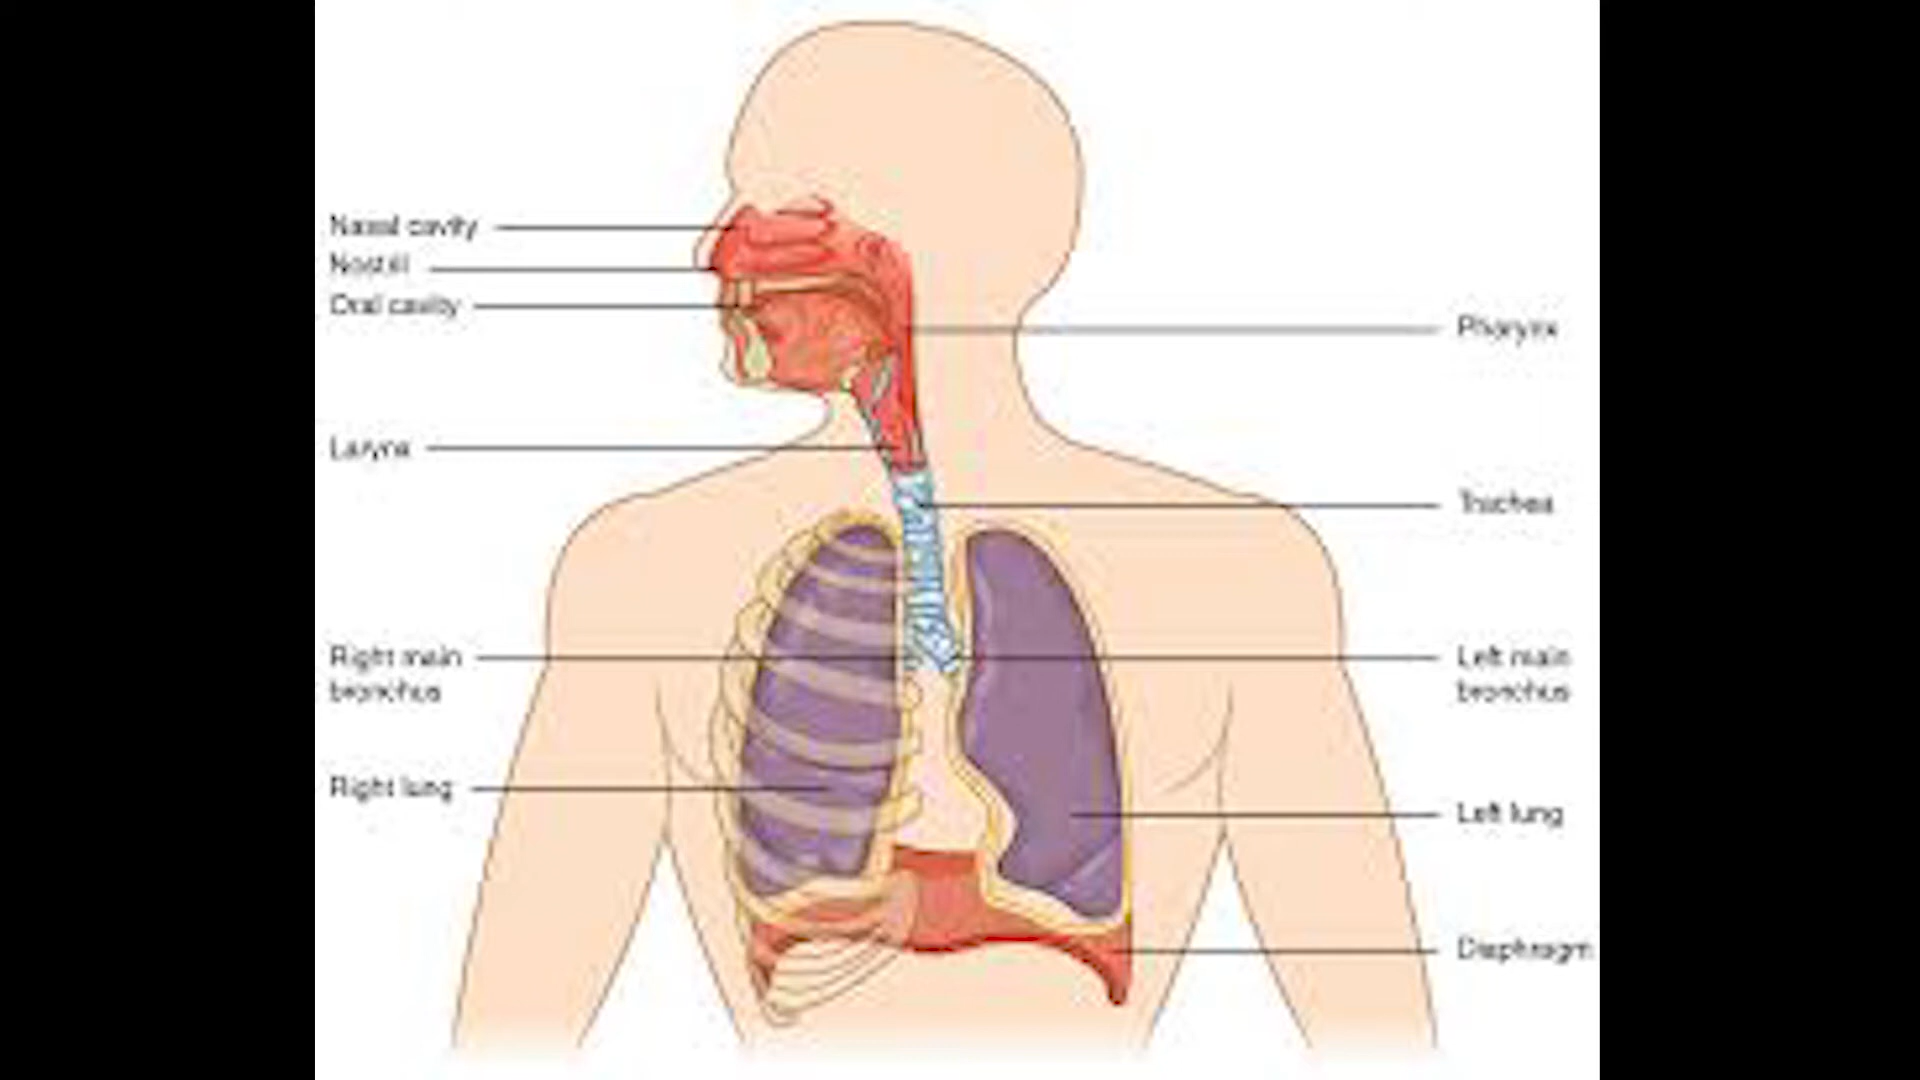 Nasal cavity
Nostril
Oral cavity
Pharynx
Larynx
Trachea
Right main
bronchus
Left main
bronchus
Right lung
Left lung
Diaphragm